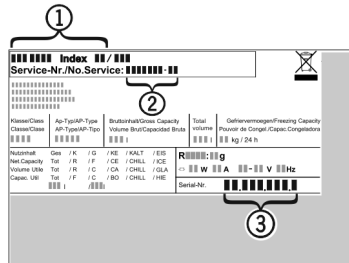 1
Index /
Service-Nr./No.Service: -
2
Klasse/Class Ap-Typ/AP-Type Bruttoinhalt/Gross Capacity Total Gefriervermoegen/Freezing Capacity
Classe/Classe AP-Type/AP-Tipo Volume Brut/Capacidad Bruta volume Pouvoir de Congel./Capac.Congeladora
l l kg / 24 h
Nutzinhalt Ges / K / G / KE / KALT / EIS
Net.Capacity Tot / R / F / CE / CHILL / ICE
Volume Utilo Tot / R / C / CA / CHILL / GLA
Capac. Util Tot / F / C / BO / CHILL / HIE
l / l
R : g
W A - V Hz
Serial-Nr. . .
3